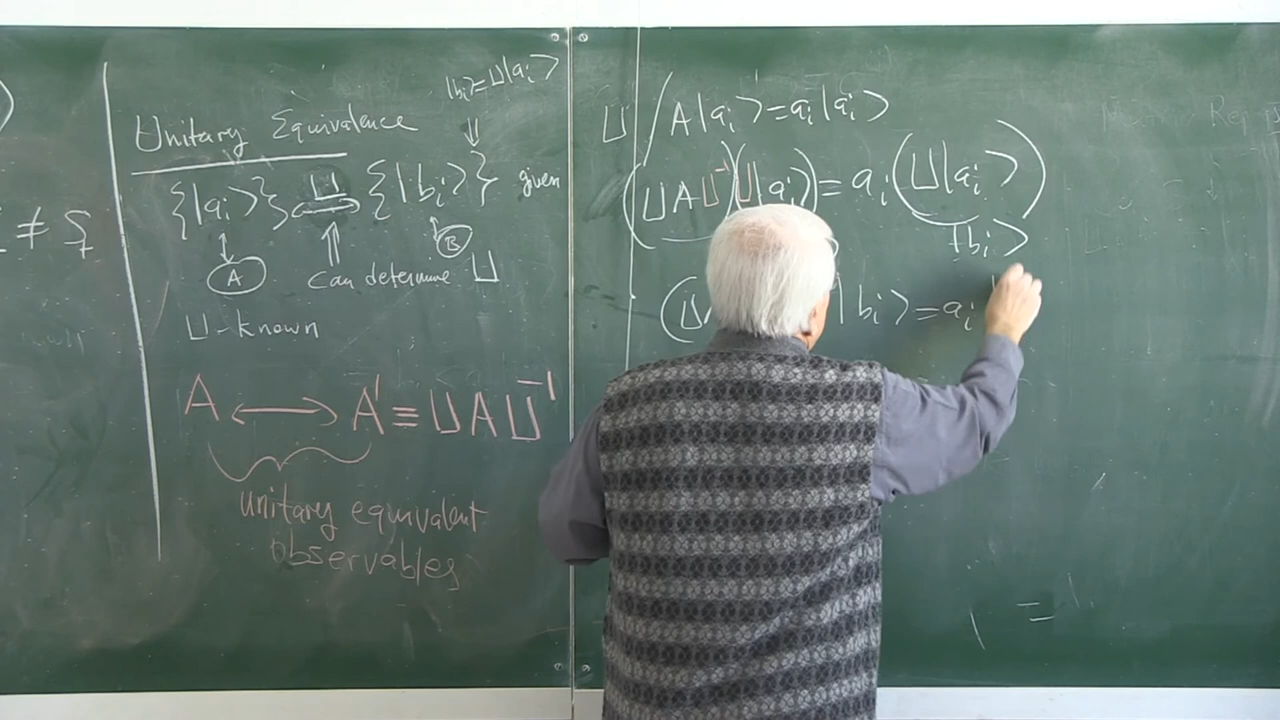 ≠
|bᵢ⟩=U|aᵢ⟩
⇓
Unitary Equivalence
{|aᵢ⟩} U {|bᵢ⟩} given
A B
can determine U
U-known
A ⟷ A' ≡ U A U⁻¹
unitary equivalent
observables
U / A|aᵢ⟩=aᵢ|aᵢ⟩
(U A U⁻¹)(U|aᵢ⟩)=aᵢ(U|aᵢ⟩)
|bᵢ⟩
(U |bᵢ⟩=aᵢ